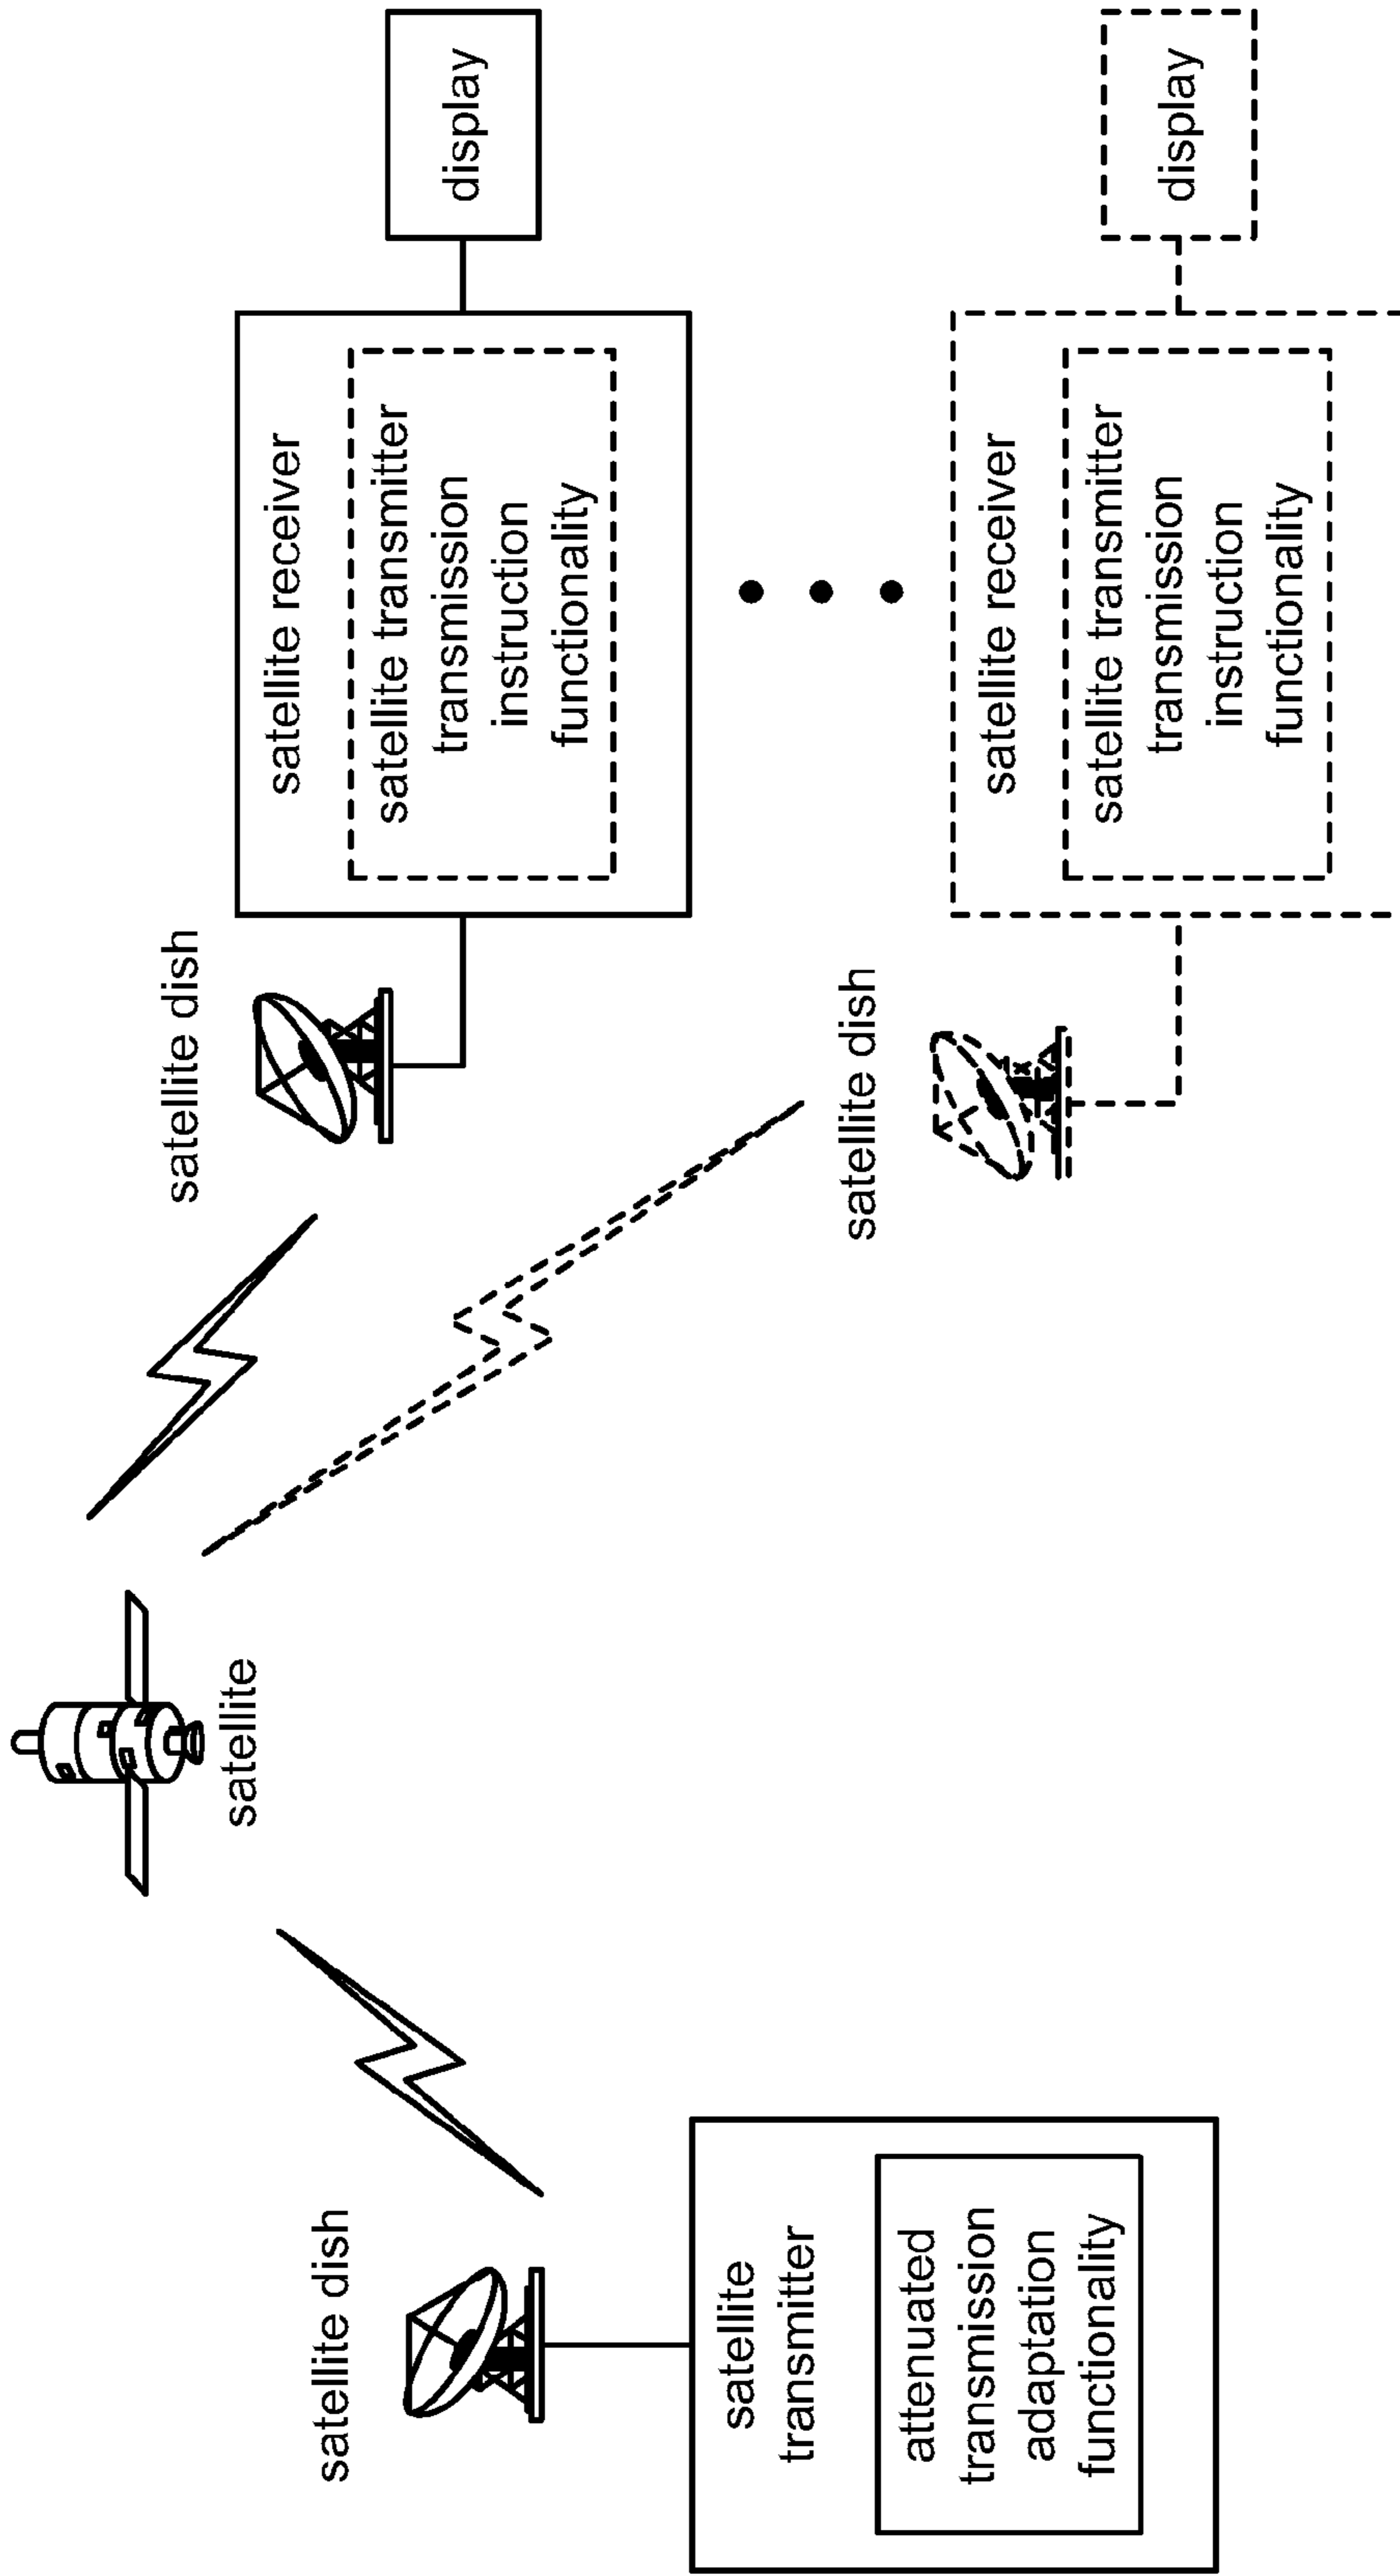 satellite
satellite dish
satellite
transmitter
attenuated
transmission
adaptation
functionality
satellite dish
satellite receiver
satellite transmitter
transmission
instruction
functionality
display
satellite dish
satellite receiver
satellite transmitter
transmission
instruction
functionality
display